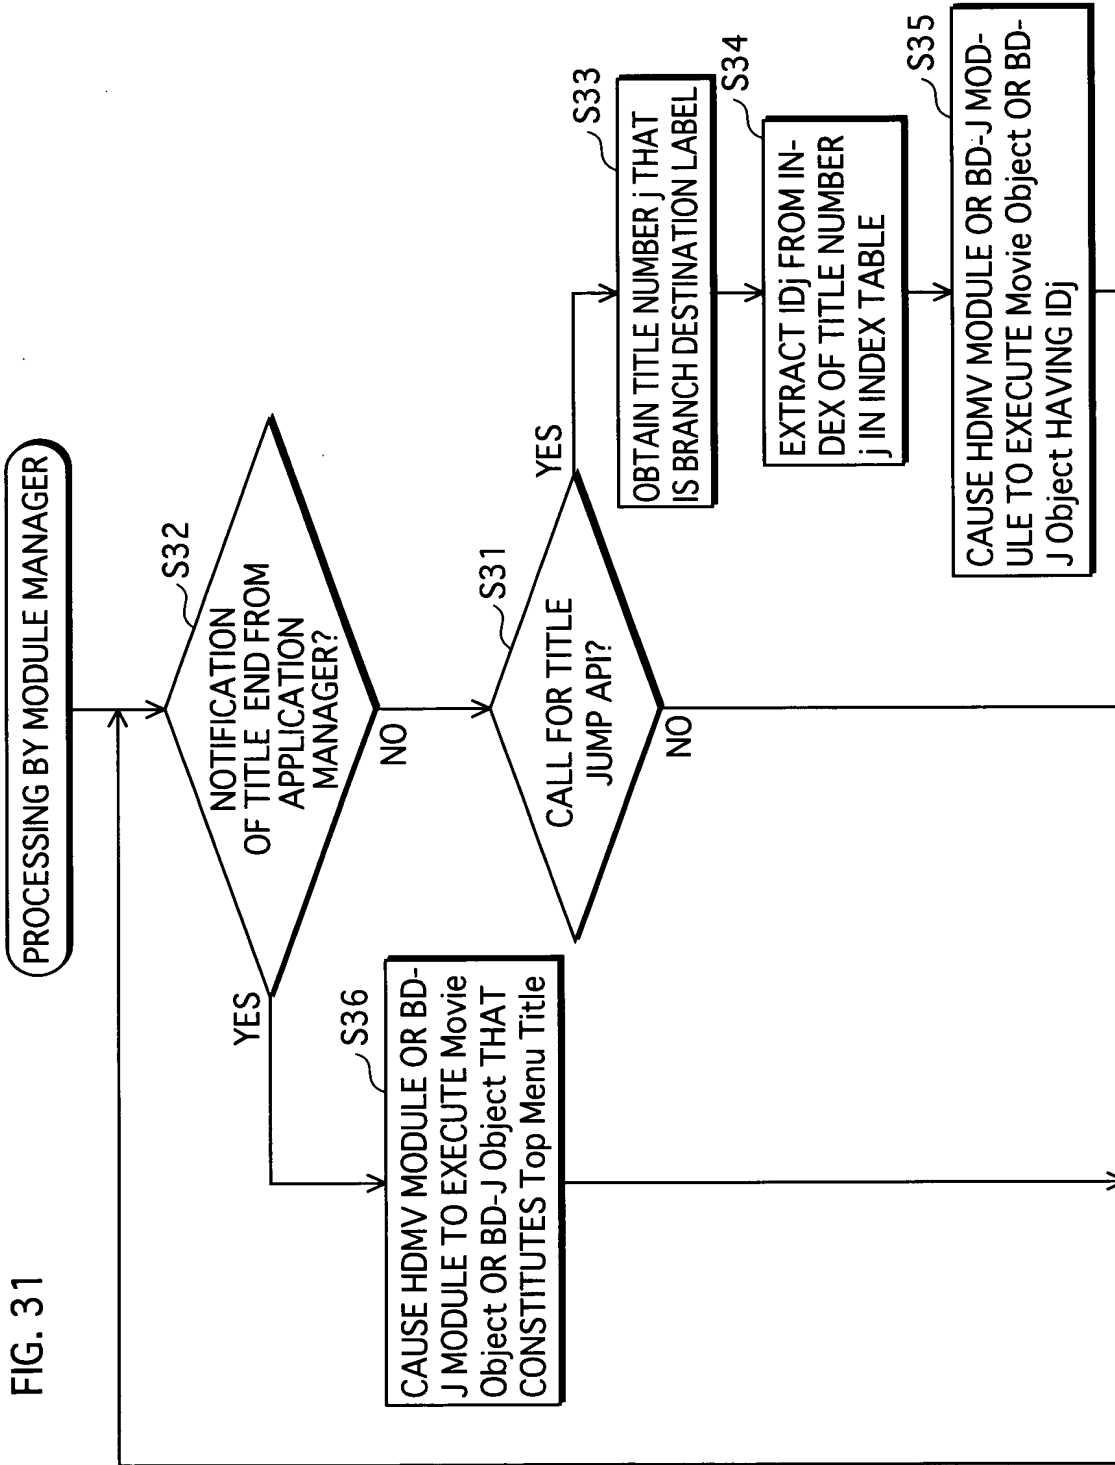 FIG. 31
PROCESSING BY MODULE MANAGER
S32
NOTIFICATION
OF TITLE END FROM
APPLICATION
MANAGER?
YES
NO
S36
CAUSE HDMV MODULE OR BD-
J MODULE TO EXECUTE Movie
Object OR BD-J Object THAT
CONSTITUTES Top Menu Title
S31
CALL FOR TITLE
JUMP API?
YES
NO
S33
OBTAIN TITLE NUMBER j THAT
IS BRANCH DESTINATION LABEL
S34
EXTRACT IDj FROM IN-
DEX OF TITLE NUMBER
j IN INDEX TABLE
S35
CAUSE HDMV MODULE OR BD-J MOD-
ULE TO EXECUTE Movie Object OR BD-
J Object HAVING IDj